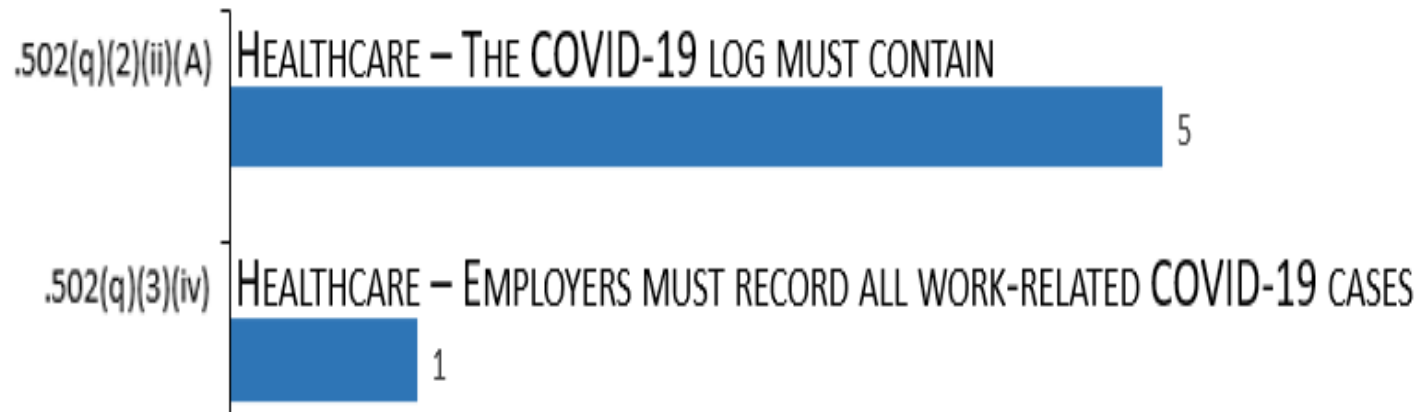 .502(q)(2)(ii)(A) HEALTHCARE – THE COVID-19 LOG MUST CONTAIN
5
.502(q)(3)(iv) HEALTHCARE – EMPLOYERS MUST RECORD ALL WORK-RELATED COVID-19 CASES
1